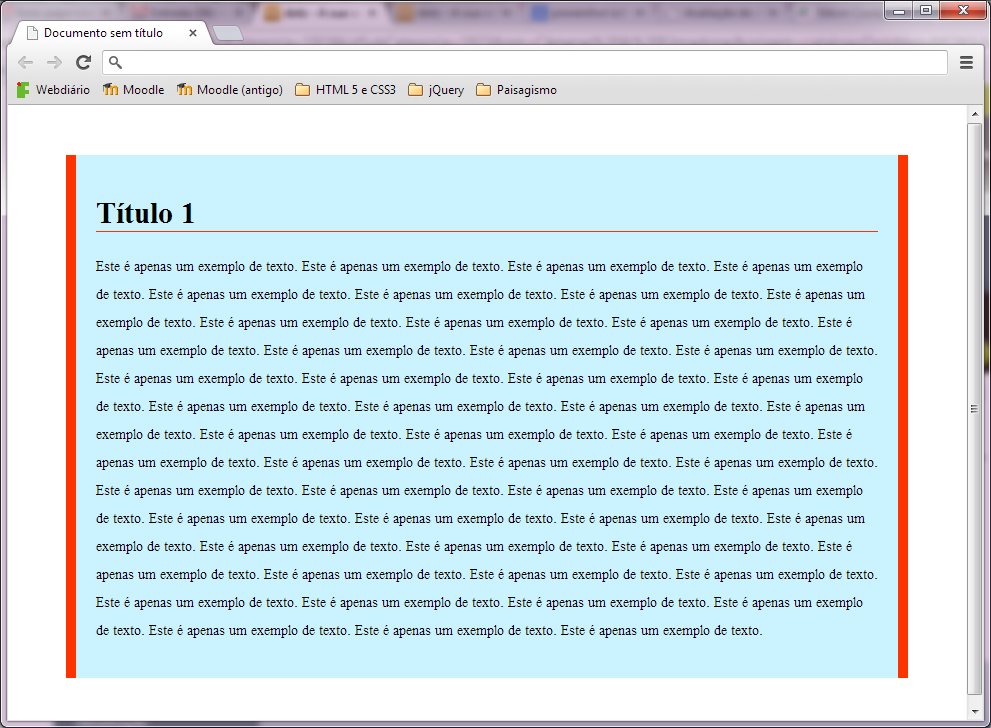 Documento sem título
Webdiário Moodle Moodle (antigo) HTML 5 e CSS3 jQuery Paisagismo
Título 1
Este é apenas um exemplo de texto. Este é apenas um exemplo de texto. Este é apenas um exemplo de texto. Este é apenas um exemplo
de texto. Este é apenas um exemplo de texto. Este é apenas um exemplo de texto. Este é apenas um exemplo de texto. Este é apenas um
exemplo de texto. Este é apenas um exemplo de texto. Este é apenas um exemplo de texto. Este é apenas um exemplo de texto. Este é
apenas um exemplo de texto. Este é apenas um exemplo de texto. Este é apenas um exemplo de texto. Este é apenas um exemplo de texto.
Este é apenas um exemplo de texto. Este é apenas um exemplo de texto. Este é apenas um exemplo de texto. Este é apenas um exemplo
de texto. Este é apenas um exemplo de texto. Este é apenas um exemplo de texto. Este é apenas um exemplo de texto. Este é apenas um
exemplo de texto. Este é apenas um exemplo de texto. Este é apenas um exemplo de texto. Este é apenas um exemplo de texto. Este é
apenas um exemplo de texto. Este é apenas um exemplo de texto. Este é apenas um exemplo de texto. Este é apenas um exemplo de texto.
Este é apenas um exemplo de texto. Este é apenas um exemplo de texto. Este é apenas um exemplo de texto. Este é apenas um exemplo
de texto. Este é apenas um exemplo de texto. Este é apenas um exemplo de texto. Este é apenas um exemplo de texto. Este é apenas um
exemplo de texto. Este é apenas um exemplo de texto. Este é apenas um exemplo de texto. Este é apenas um exemplo de texto. Este é
apenas um exemplo de texto. Este é apenas um exemplo de texto. Este é apenas um exemplo de texto. Este é apenas um exemplo de texto.
Este é apenas um exemplo de texto. Este é apenas um exemplo de texto. Este é apenas um exemplo de texto. Este é apenas um exemplo
de texto. Este é apenas um exemplo de texto. Este é apenas um exemplo de texto. Este é apenas um exemplo de texto.